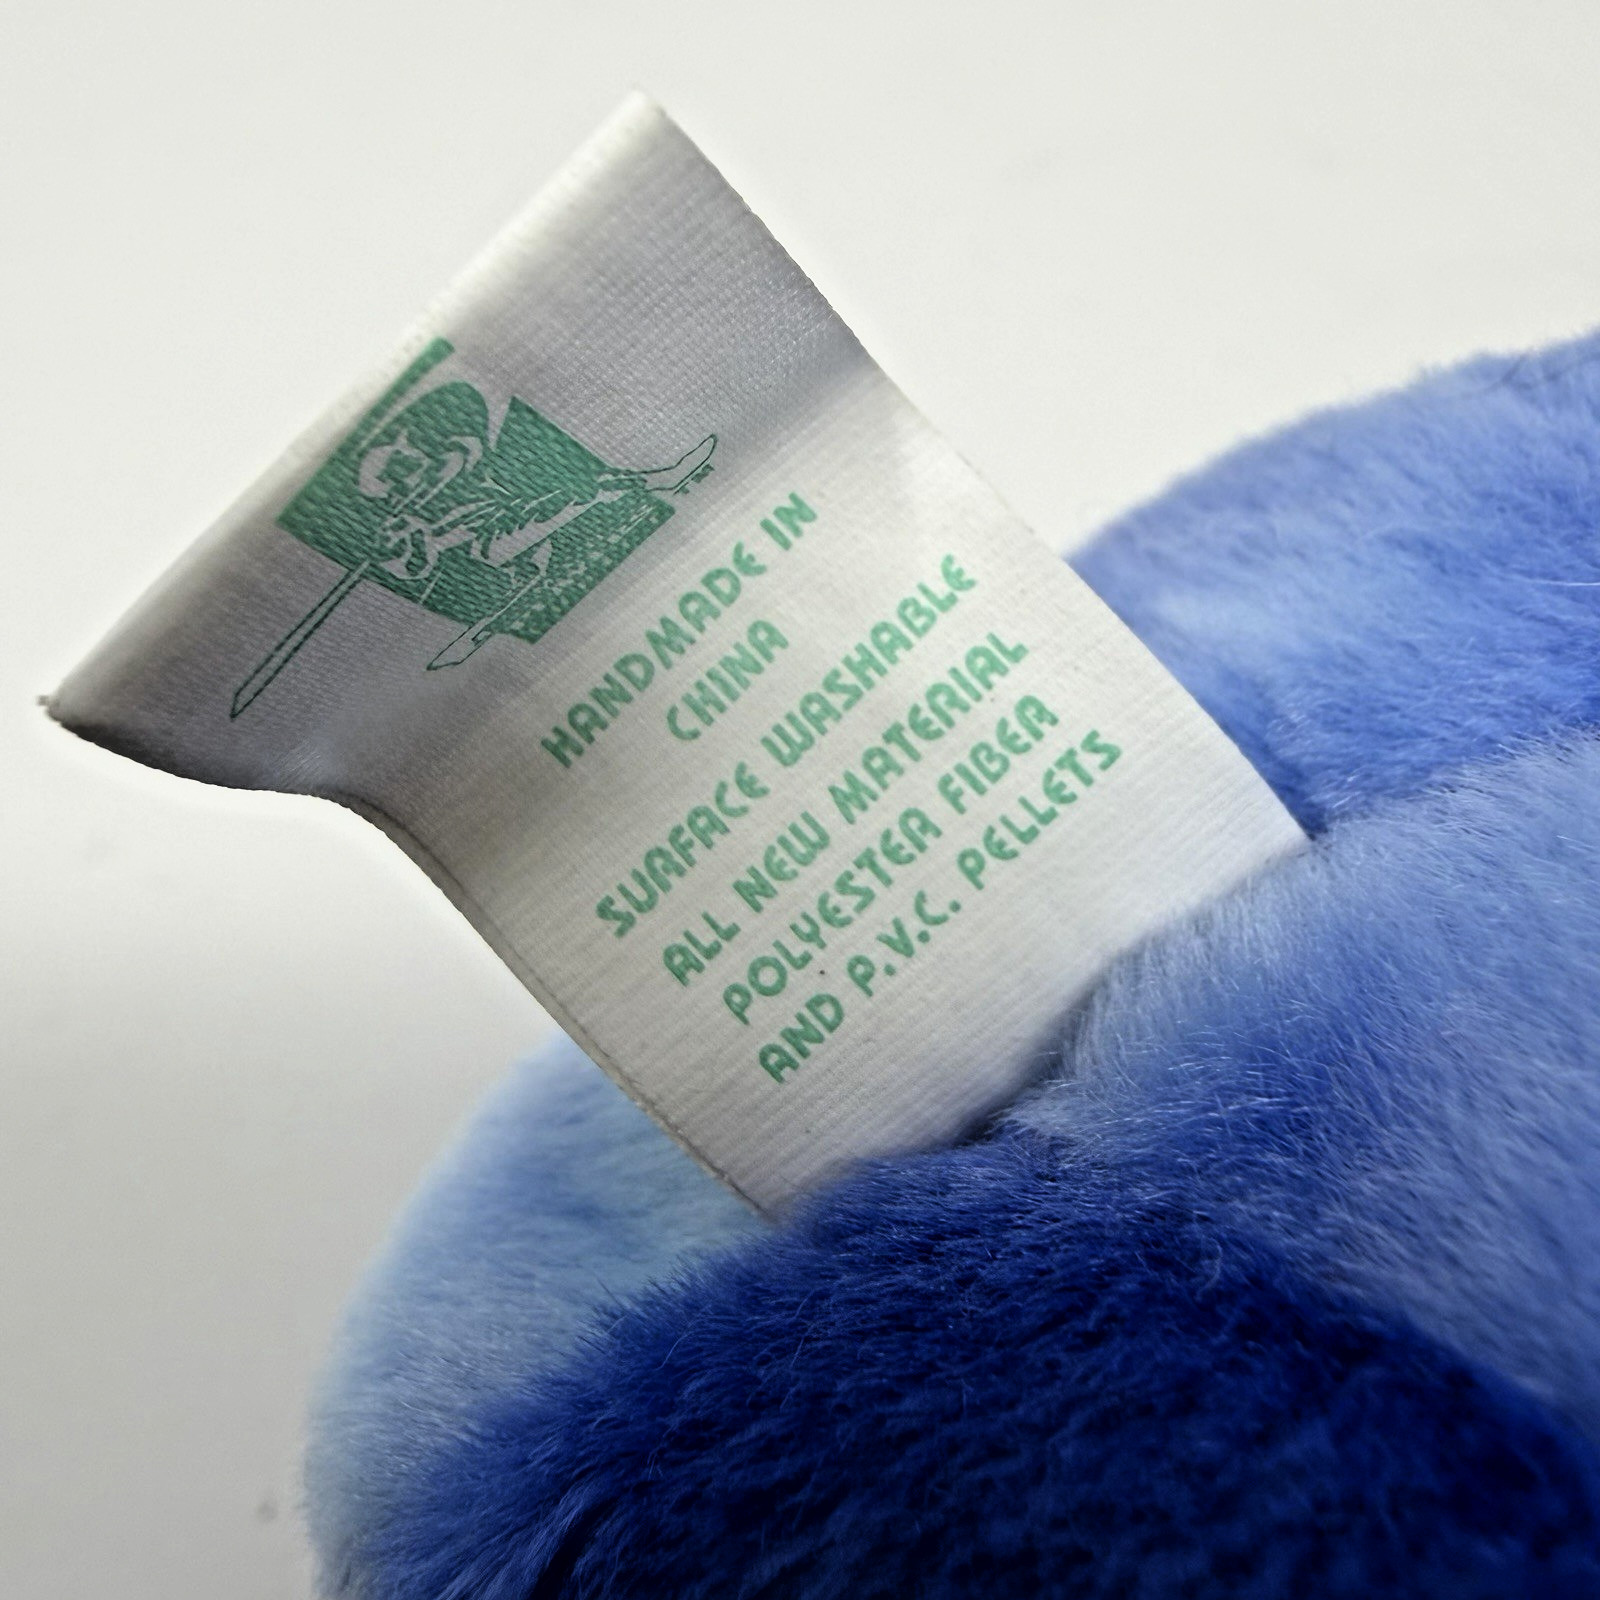 HANDMADE IN
CHINA
SURFACE WASHABLE
ALL NEW MATERIAL
POLYESTER FIBER
AND P.V.C. PELLETS